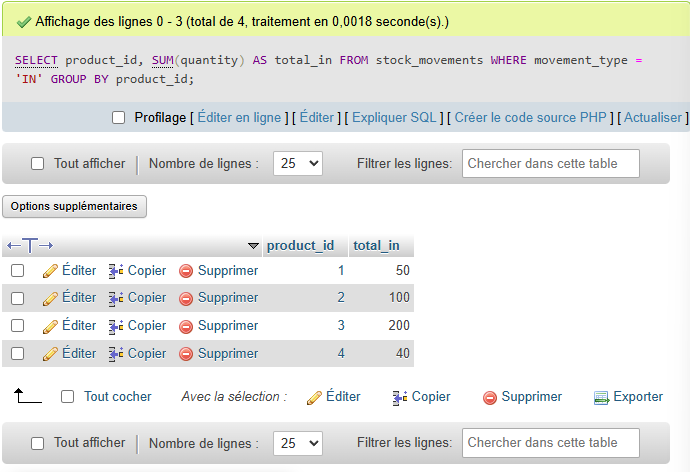 Affichage des lignes 0 - 3 (total de 4, traitement en 0,0018 seconde(s).)
SELECT product_id, SUM(quantity) AS total_in FROM stock_movements WHERE movement_type =
'IN' GROUP BY product_id;
Profilage [ Éditer en ligne ] [ Éditer ] [ Expliquer SQL ] [ Créer le code source PHP ] [ Actualiser ]
Tout afficher | Nombre de lignes : 25 Filtrer les lignes: Chercher dans cette table
Options supplémentaires
←T→ product_id total_in
Éditer Copier Supprimer 1 50
Éditer Copier Supprimer 2 100
Éditer Copier Supprimer 3 200
Éditer Copier Supprimer 4 40
Tout cocher Avec la sélection : Éditer Copier Supprimer Exporter
Tout afficher | Nombre de lignes : 25 Filtrer les lignes: Chercher dans cette table